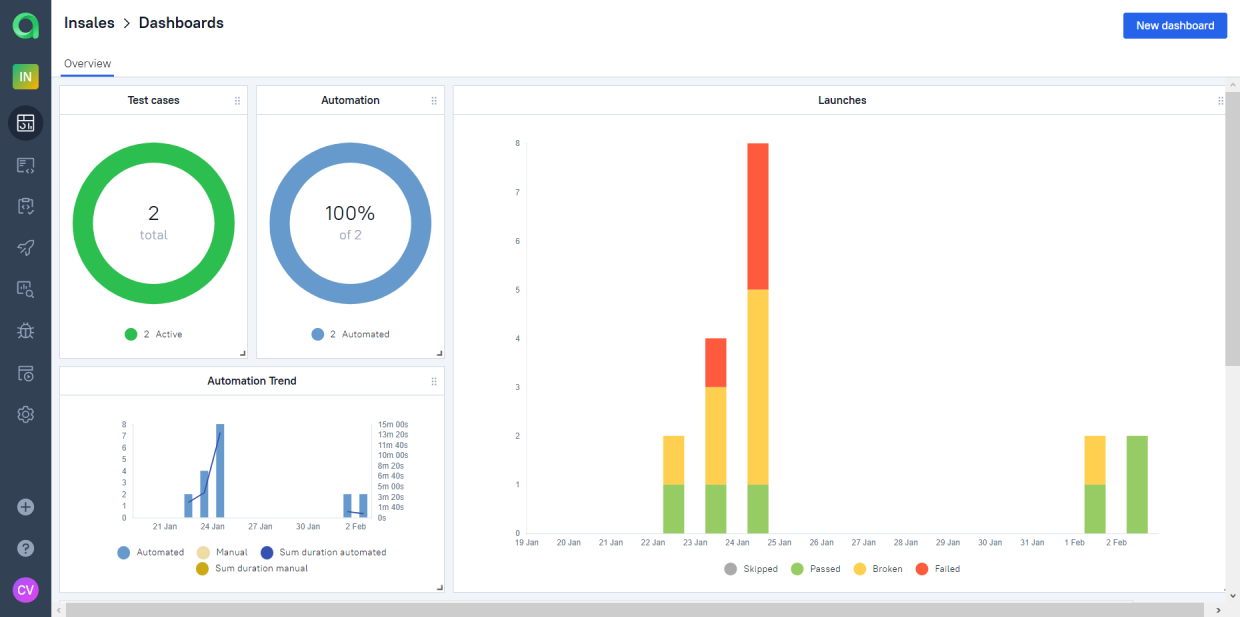 Insales > Dashboards
New dashboard
Overview
IN
Test cases
2
total
2 Active
Automation
100%
of 2
2 Automated
Launches
8
7
6
5
4
3
2
1
0
19 Jan 20 Jan 21 Jan 22 Jan 23 Jan 24 Jan 25 Jan 26 Jan 27 Jan 28 Jan 29 Jan 30 Jan 31 Jan 1 Feb 2 Feb
Skipped Passed Broken Failed
Automation Trend
8 15m 00s
7 13m 20s
6 11m 40s
5 10m 00s
4 8m 20s
3 6m 40s
2 5m 00s
1 3m 20s
0 1m 40s
0s
21 Jan 24 Jan 27 Jan 30 Jan 2 Feb
Automated Manual Sum duration automated
Sum duration manual
?
CV